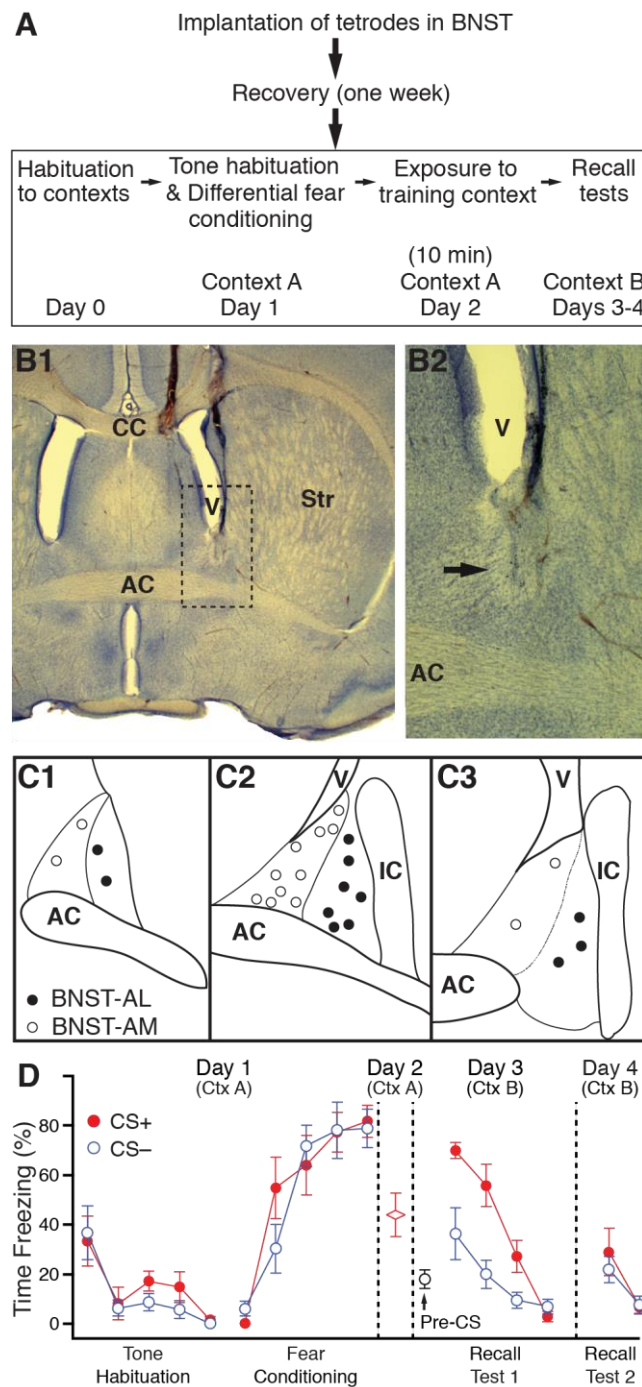 A
Implantation of tetrodes in BNST
Recovery (one week)
Habituation to contexts
Tone habituation & Differential fear conditioning
Exposure to training context
Recall tests
Day 0
Context A
Day 1
(10 min)
Context A
Day 2
Context B
Days 3-4
B1
CC
V
Str
AC
B2
V
AC
C1
AC
BNST-AL
BNST-AM
C2
V
IC
AC
C3
V
IC
AC
D
Day 1
(Ctx A)
Day 2
(Ctx A)
Day 3
(Ctx B)
Day 4
(Ctx B)
CS+
CS–
Time Freezing (%)
80
60
40
20
0
Pre-CS
Tone
Habituation
Fear
Conditioning
Recall
Test 1
Recall
Test 2